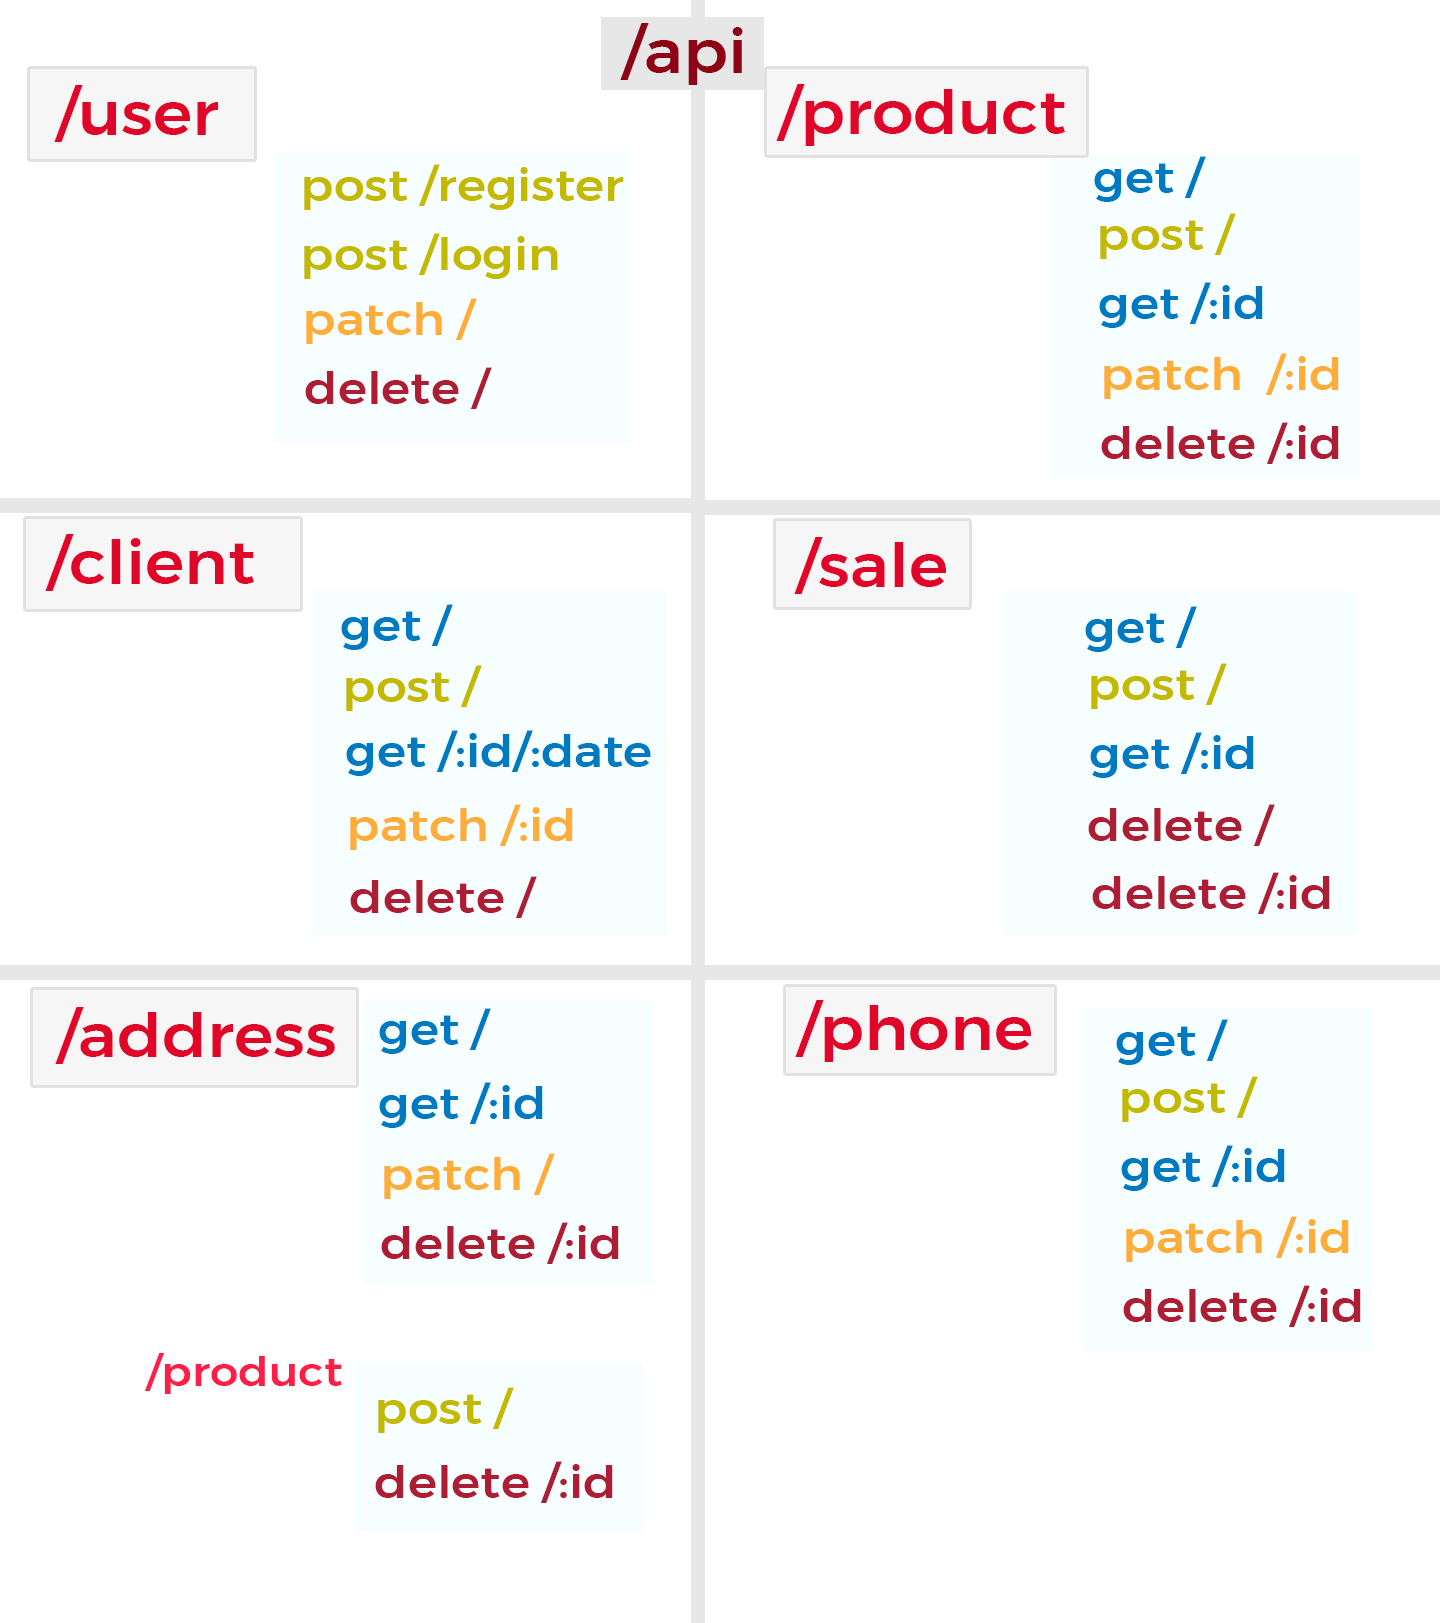 /api
/user
post /register
post /login
patch /
delete /
/product
get /
post /
get /:id
patch /:id
delete /:id
/client
get /
post /
get /:id/:date
patch /:id
delete /
/sale
get /
post /
get /:id
delete /
delete /:id
/address
get /
get /:id
patch /
delete /:id
/product
post /
delete /:id
/phone
get /
post /
get /:id
patch /:id
delete /:id